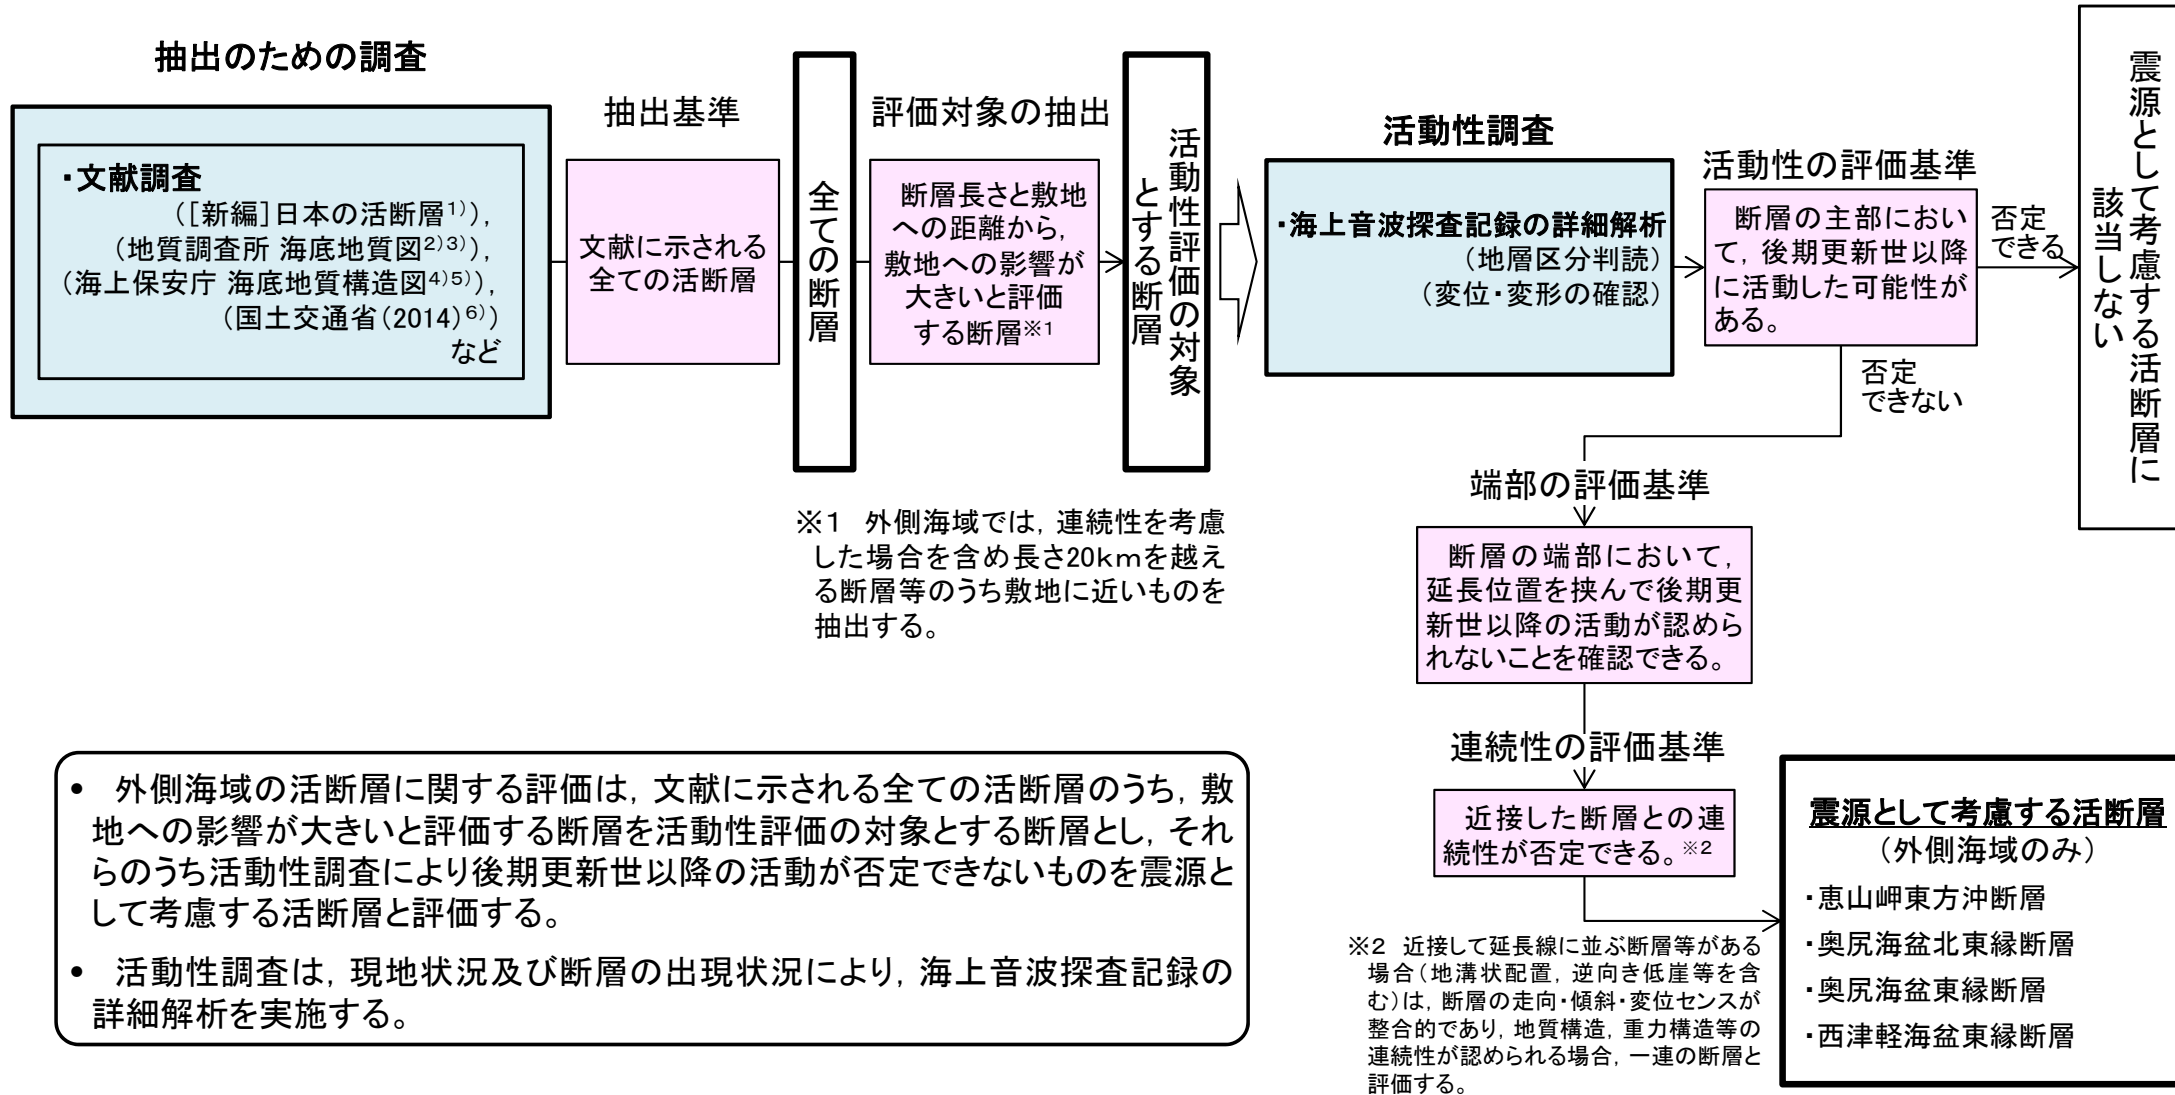 抽出のための調査
・文献調査
([新編]日本の活断層1)),
(地質調査所 海底地質図2)3)),
(海上保安庁 海底地質構造図4)5)),
(国土交通省(2014)6))
など
抽出基準
文献に示される
全ての活断層
全ての断層
評価対象の抽出
断層長さと敷地
への距離から,
敷地への影響が
大きいと評価
する断層※1
活動性評価の対象
とする断層
※1 外側海域では,連続性を考慮
した場合を含め長さ20kmを越え
る断層等のうち敷地に近いものを
抽出する。
活動性調査
・海上音波探査記録の詳細解析
(地層区分判読)
(変位・変形の確認)
活動性の評価基準
断層の主部におい
て,後期更新世以降
に活動した可能性が
ある。
否定
できる
震源として考慮する活断層に
該当しない
否定
できない
端部の評価基準
断層の端部において,
延長位置を挟んで後期更
新世以降の活動が認めら
れないことを確認できる。
連続性の評価基準
近接した断層との連
続性が否定できる。※2
※2 近接して延長線に並ぶ断層等がある
場合(地溝状配置,逆向き低崖等を含
む)は,断層の走向・傾斜・変位センスが
整合的であり,地質構造,重力構造等の
連続性が認められる場合,一連の断層と
評価する。
震源として考慮する活断層
(外側海域のみ)
・恵山岬東方沖断層
・奥尻海盆北東縁断層
・奥尻海盆東縁断層
・西津軽海盆東縁断層
• 外側海域の活断層に関する評価は,文献に示される全ての活断層のうち,敷
地への影響が大きいと評価する断層を活動性評価の対象とする断層とし,それ
らのうち活動性調査により後期更新世以降の活動が否定できないものを震源と
して考慮する活断層と評価する。
• 活動性調査は,現地状況及び断層の出現状況により,海上音波探査記録の
詳細解析を実施する。